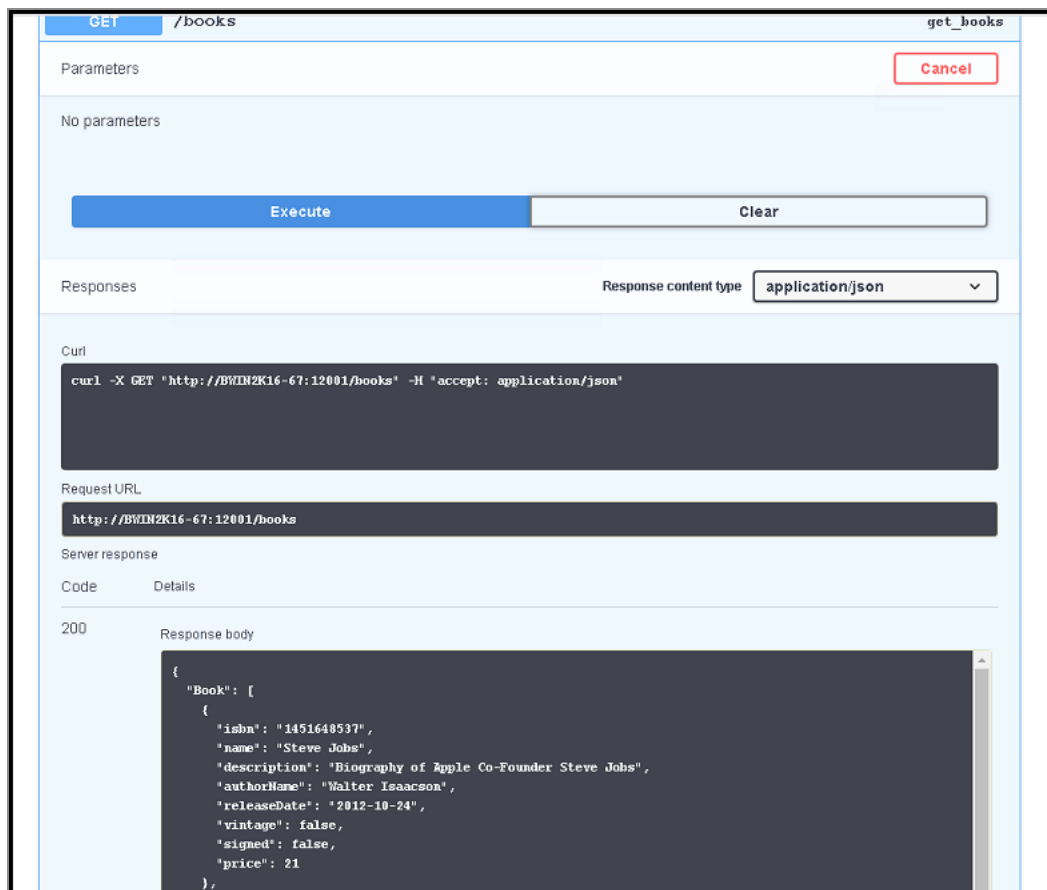 GET /books get_books
Parameters Cancel
No parameters
Execute Clear
Responses Response content type application/json
Curl
curl -X GET "http://BWIN2K16-67:12001/books" -H "accept: application/json"
Request URL
http://BWIN2K16-67:12001/books
Server response
Code Details
200 Response body
{
  "Book": [
    {
      "isbn": "1451648537",
      "name": "Steve Jobs",
      "description": "Biography of Apple Co-Founder Steve Jobs",
      "authorName": "Walter Isaacson",
      "releaseDate": "2012-10-24",
      "vintage": false,
      "signed": false,
      "price": 21
    },